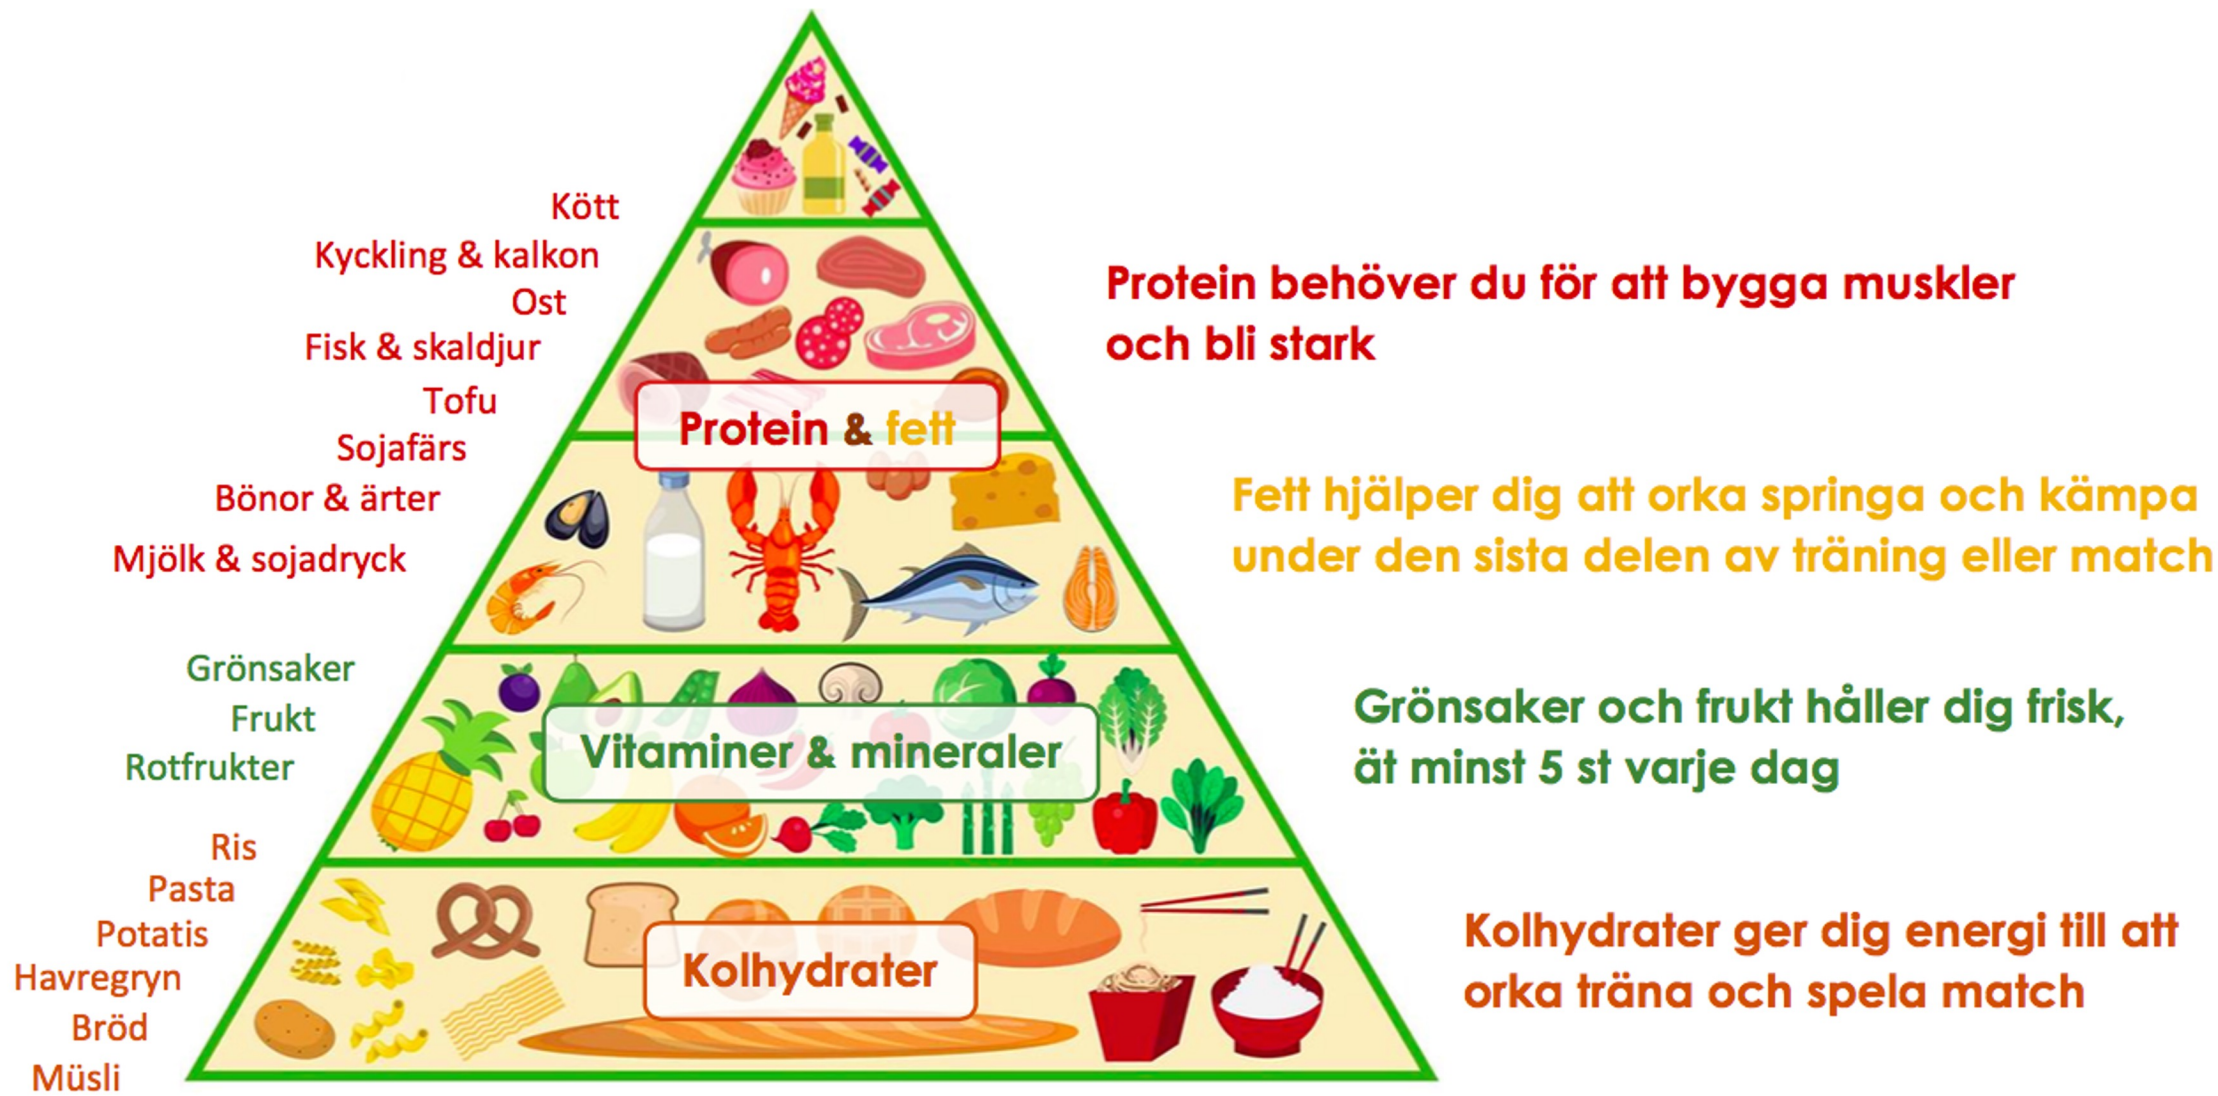 Kött
Kyckling & kalkon
Ost
Fisk & skaldjur
Tofu
Sojafärs
Bönor & ärter
Mjölk & sojadryck
Protein & fett
Protein behöver du för att bygga muskler
och bli stark
Fett hjälper dig att orka springa och kämpa
under den sista delen av träning eller match
Grönsaker
Frukt
Rotfrukter
Vitaminer & mineraler
Grönsaker och frukt håller dig frisk,
ät minst 5 st varje dag
Ris
Pasta
Potatis
Havregryn
Bröd
Müsli
Kolhydrater
Kolhydrater ger dig energi till att
orka träna och spela match